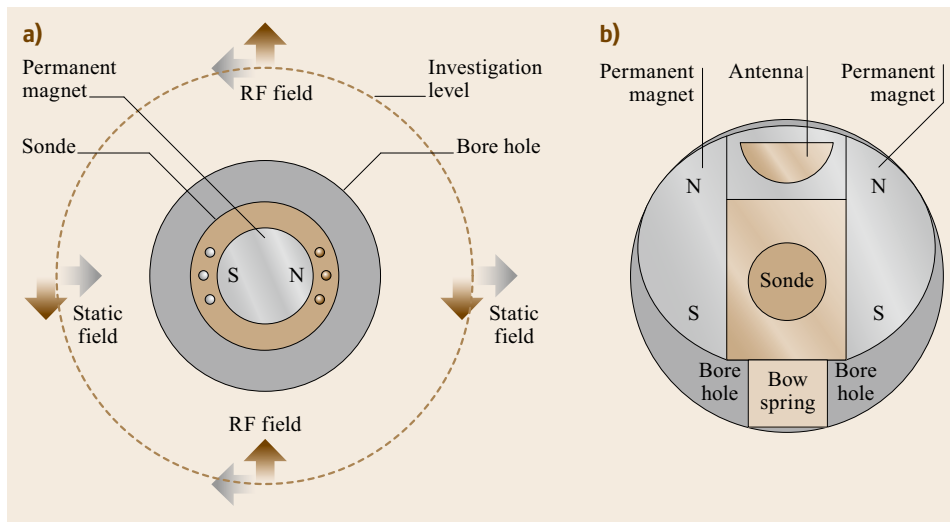 a)
Permanent
magnet
RF field
Investigation
level
Sonde
Bore hole
S
N
Static
field
Static
field
RF field
b)
Permanent
magnet
Antenna
Permanent
magnet
N
N
Sonde
S
S
Bore
hole
Bow
spring
Bore
hole